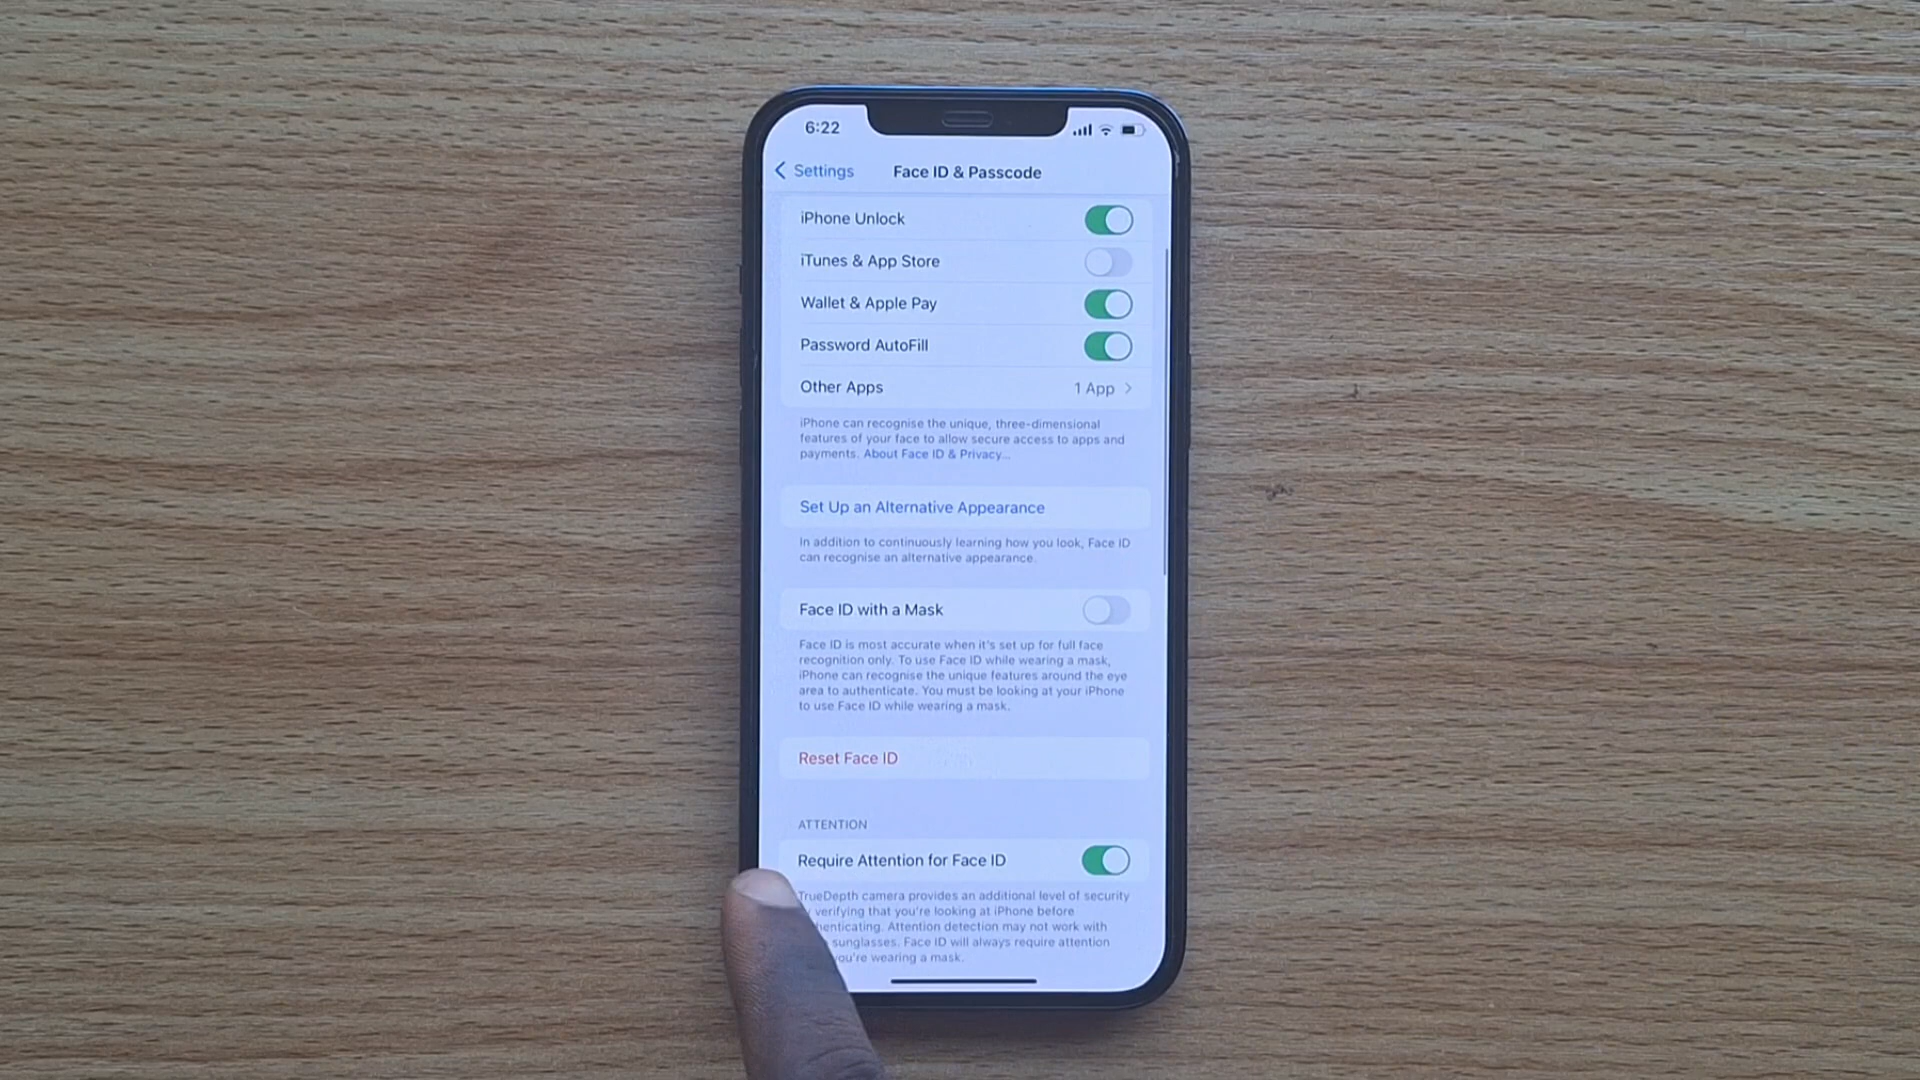 6:22
Settings
Face ID & Passcode
iPhone Unlock
iTunes & App Store
Wallet & Apple Pay
Password AutoFill
Other Apps 1 App
iPhone can recognise the unique, three-dimensional
features of your face to allow secure access to apps and
payments. About Face ID & Privacy...
Set Up an Alternative Appearance
In addition to continuously learning how you look, Face ID
can recognise an alternative appearance.
Face ID with a Mask
Face ID is most accurate when it's set up for full face
recognition only. To use Face ID while wearing a mask,
iPhone can recognise the unique features around the eye
area to authenticate. You must be looking at your iPhone
to use Face ID while wearing a mask.
Reset Face ID
ATTENTION
Require Attention for Face ID
TrueDepth camera provides an additional level of security
verifying that you're looking at iPhone before
Attention detection may not work with
sunglasses. Face ID will always require attention
you're wearing a mask.